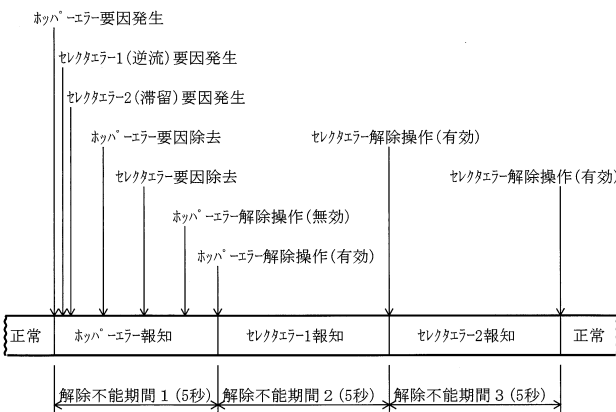 ﾎｯﾊﾟｰｴﾗｰ要因発生
ｾﾚｸﾀｴﾗｰ1(逆流)要因発生
ｾﾚｸﾀｴﾗｰ2(滞留)要因発生
ﾎｯﾊﾟｰｴﾗｰ要因除去
ｾﾚｸﾀｴﾗｰ解除操作(有効)
ｾﾚｸﾀｴﾗｰ要因除去
ｾﾚｸﾀｴﾗｰ解除操作(有効)
ﾎｯﾊﾟｰｴﾗｰ解除操作(無効)
ﾎｯﾊﾟｰｴﾗｰ解除操作(有効)
正常
ﾎｯﾊﾟｰｴﾗｰ報知
ｾﾚｸﾀｴﾗｰ1報知
ｾﾚｸﾀｴﾗｰ2報知
正常
解除不能期間1(5秒)
解除不能期間2(5秒)
解除不能期間3(5秒)